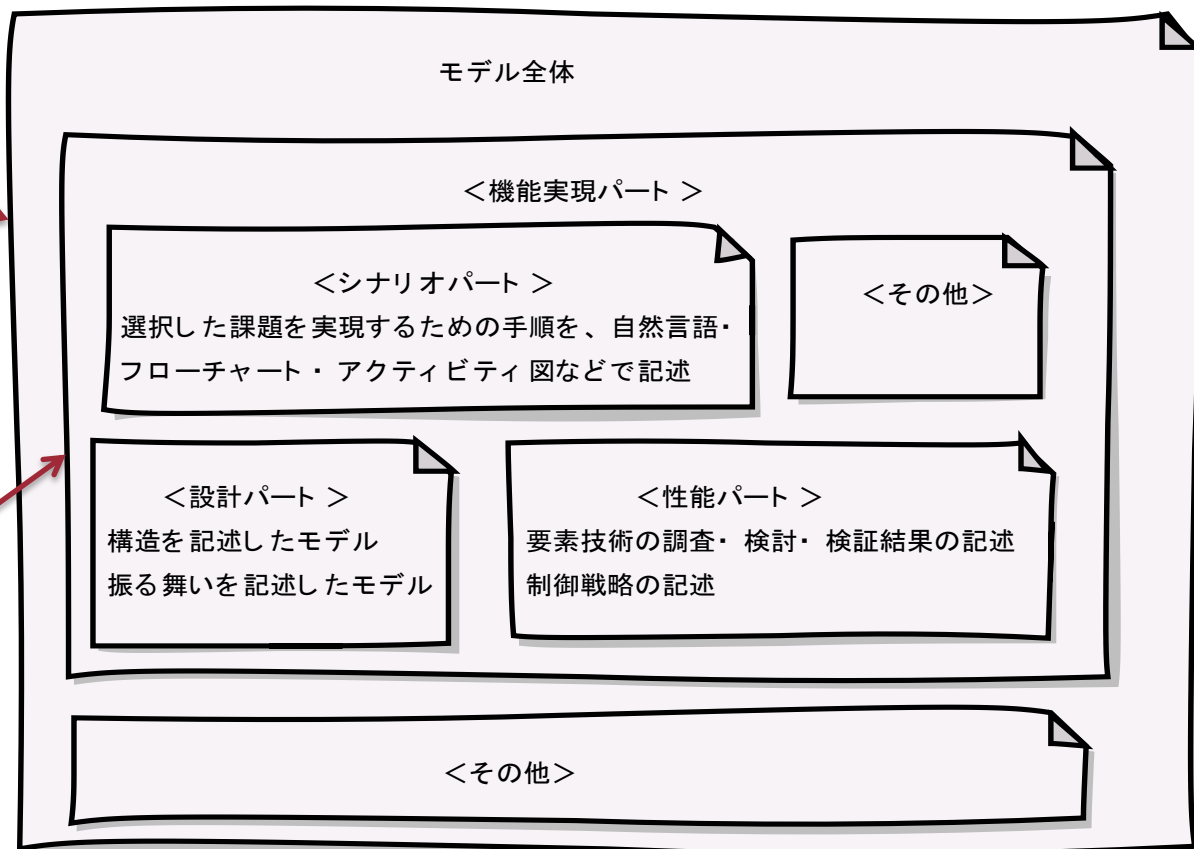 モデル全体
＜機能実現パート＞
＜シナリオパート＞
選択した課題を実現するための手順を、自然言語・
フローチャート・アクティビティ図などで記述
＜その他＞
＜設計パート＞
構造を記述したモデル
振る舞いを記述したモデル
＜性能パート＞
要素技術の調査・検討・検証結果の記述
制御戦略の記述
＜その他＞